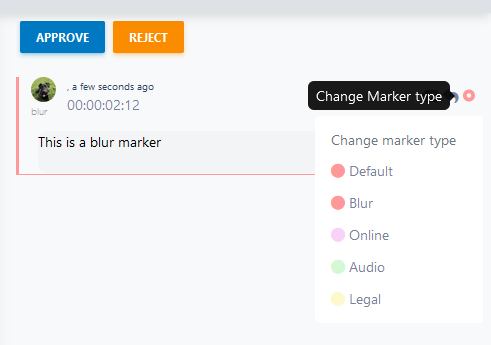 APPROVE REJECT
, a few seconds ago
00:00:02:12
blur
Change Marker type
This is a blur marker
Change marker type
Default
Blur
Online
Audio
Legal